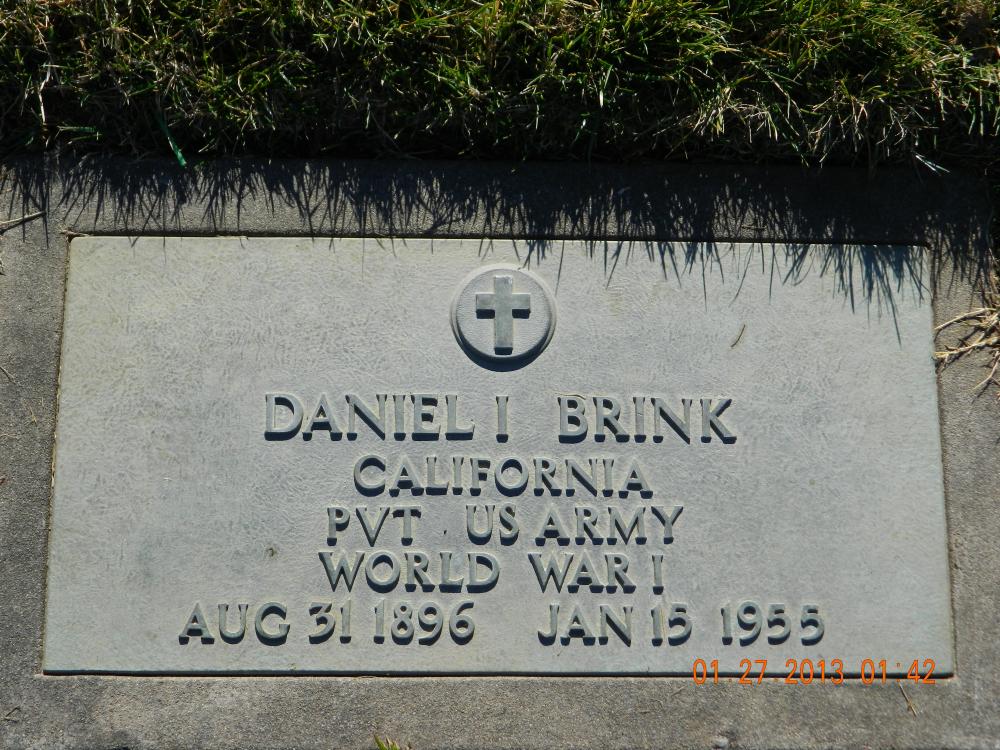 DANIEL I BRINK
CALIFORNIA
PVT US ARMY
WORLD WAR I
AUG 31 1896 JAN 15 1955
01 27 2013 01:42